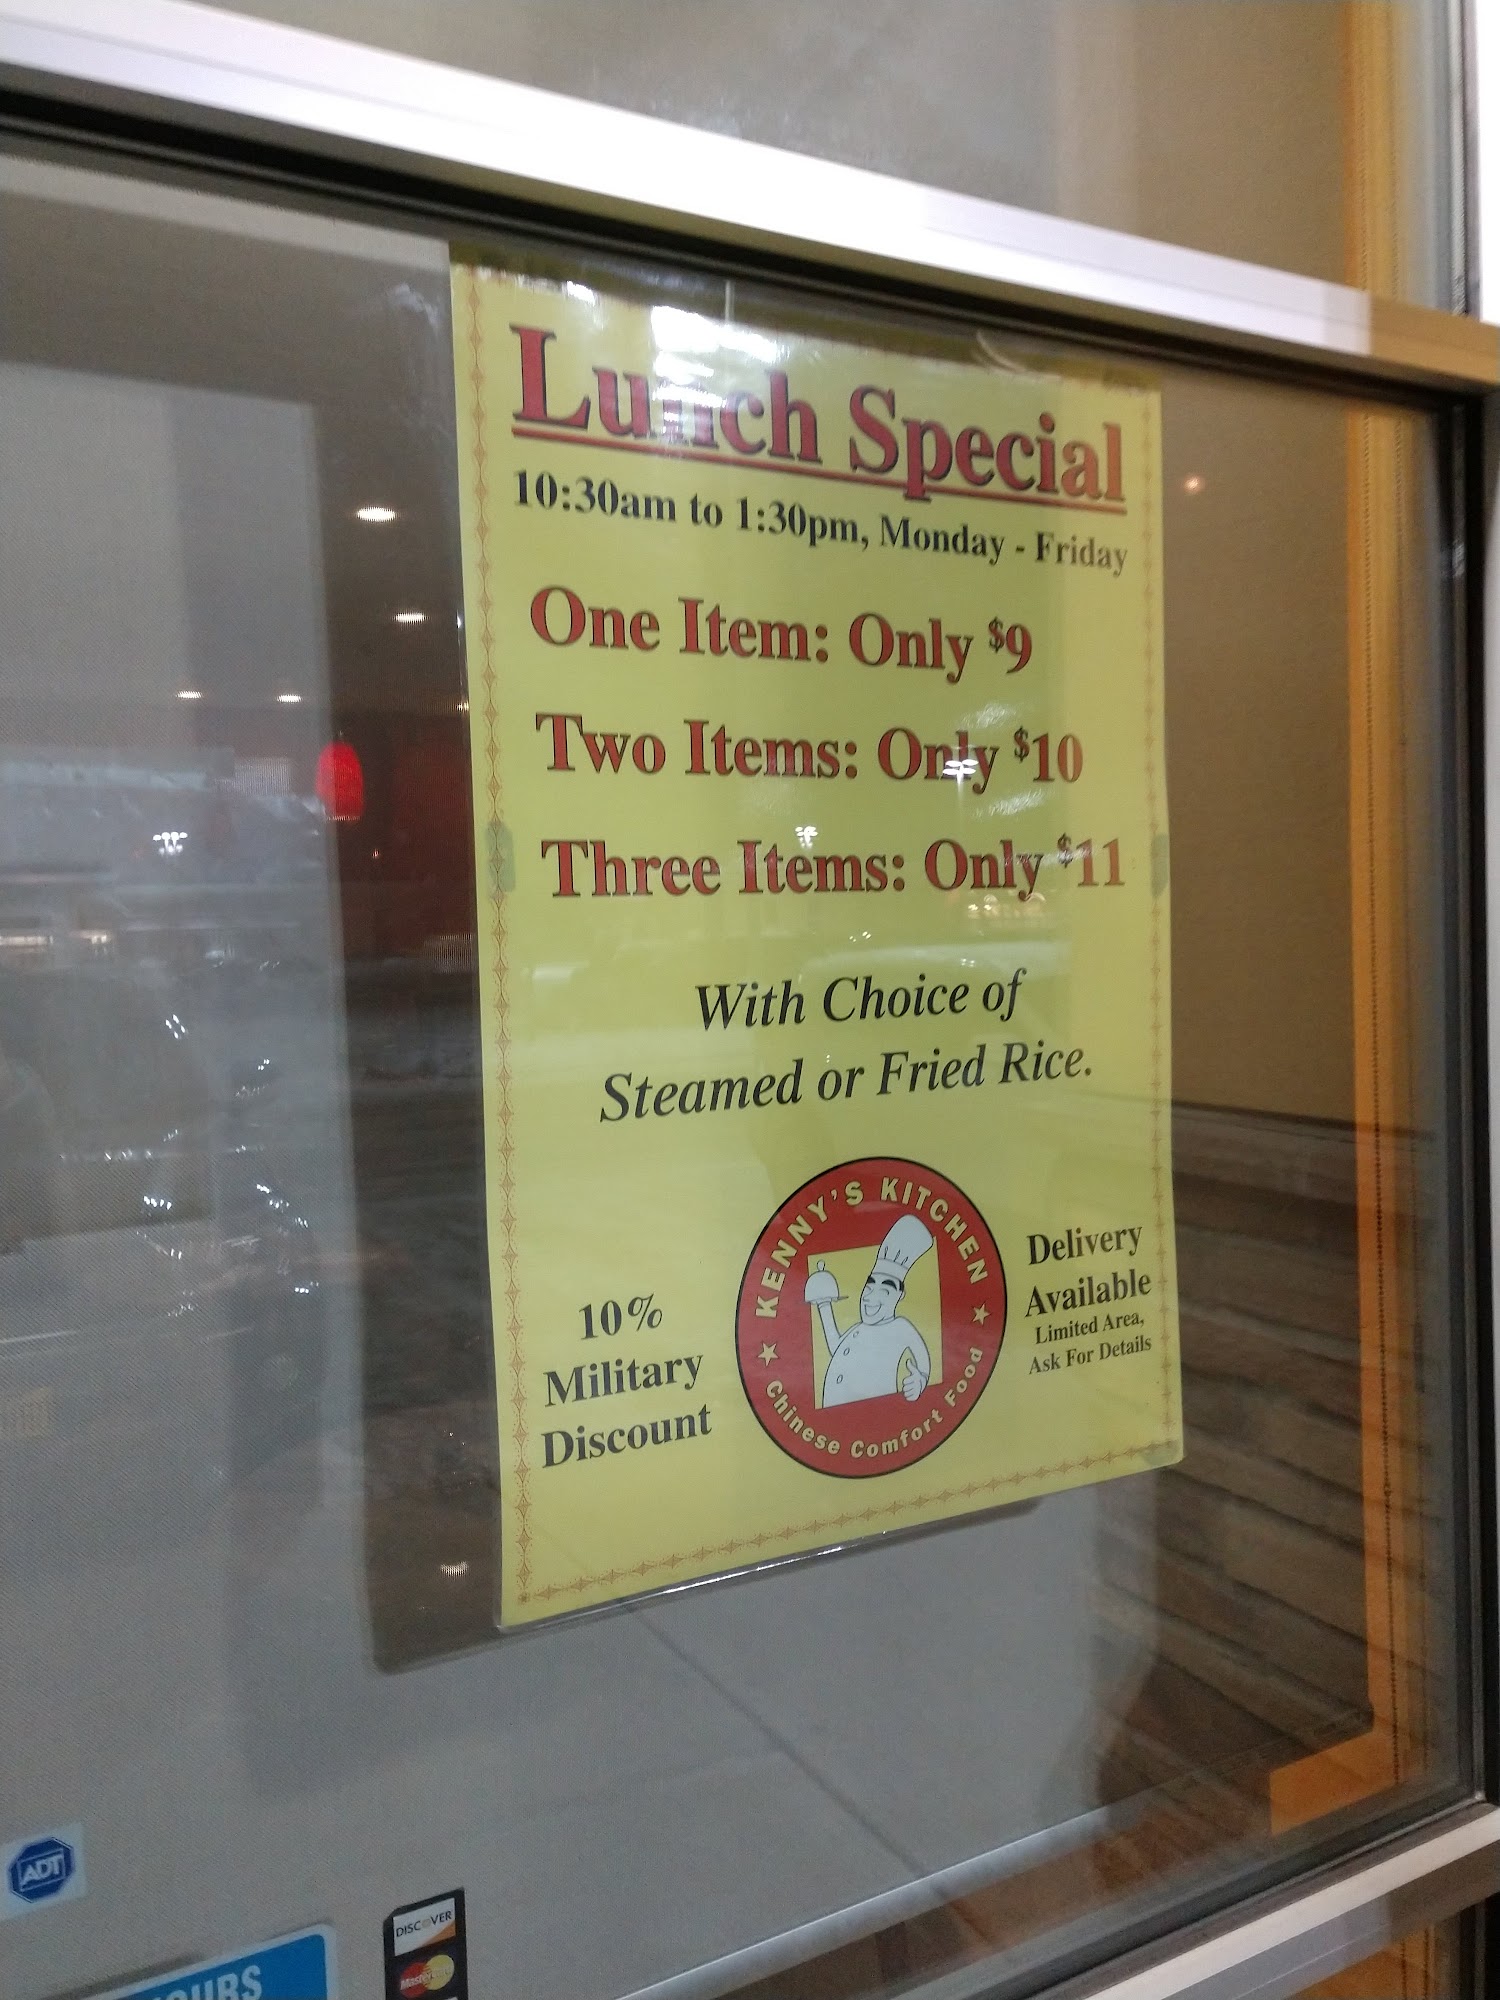 Lunch Special
10:30am to 1:30pm, Monday - Friday
One Item: Only $9
Two Items: Only $10
Three Items: Only $11
With Choice of
Steamed or Fried Rice.
10%
Military
Discount
KENNY'S KITCHEN
Chinese Comfort Food
Delivery
Available
Limited Area,
Ask For Details
ADT
DISCOVER
MasterCard